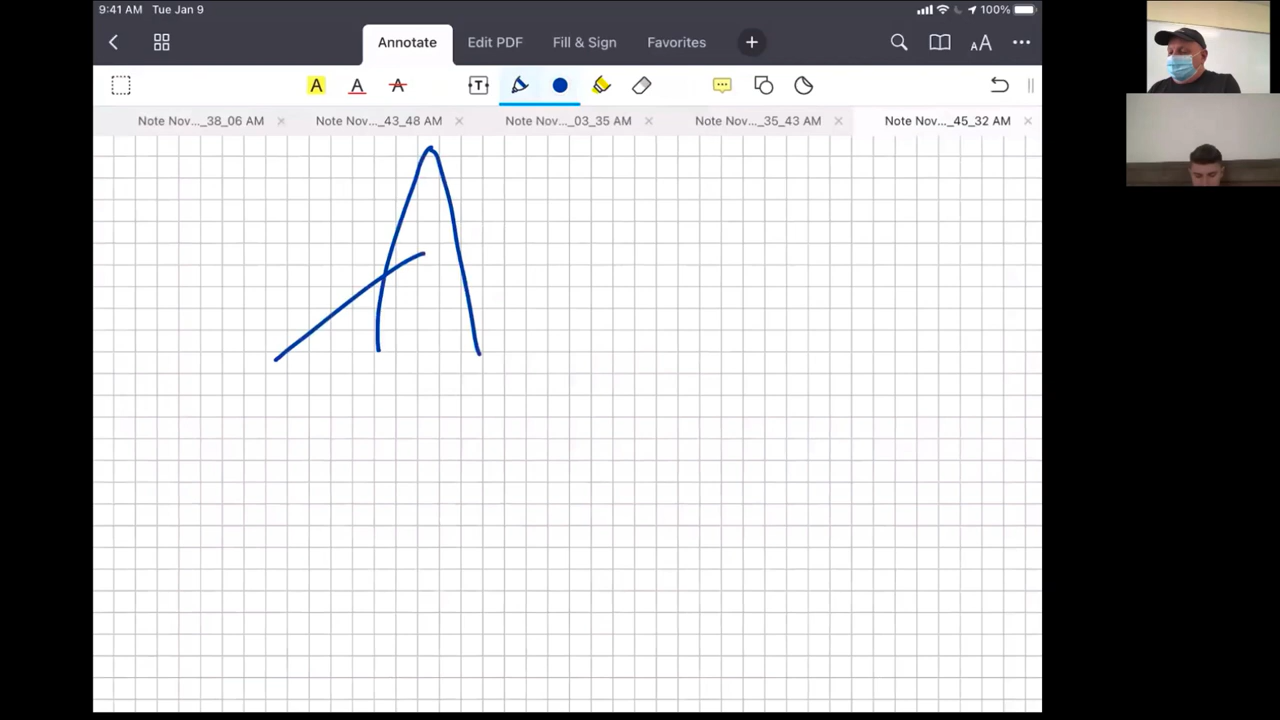 9:41 AM Tue Jan 9 100%
Annotate Edit PDF Fill & Sign Favorites
A A A T AA
Note Nov..._38_06 AM Note Nov..._43_48 AM Note Nov..._03_35 AM Note Nov..._35_43 AM Note Nov..._45_32 AM